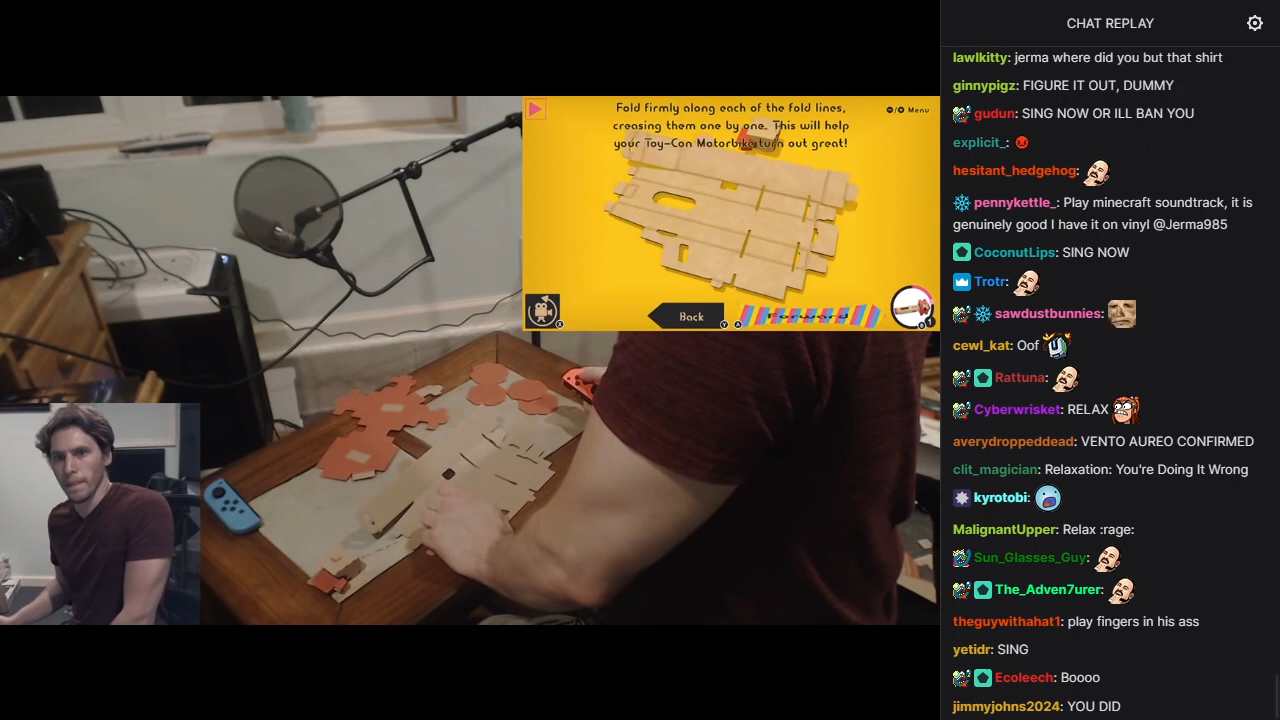 CHAT REPLAY
lawlkitty: jerma where did you but that shirt
ginnypigz: FIGURE IT OUT, DUMMY
gudun: SING NOW OR ILL BAN YOU
explicit_:
hesitant_hedgehog:
pennykettle_: Play minecraft soundtrack, it is
genuinely good I have it on vinyl @Jerma985
CoconutLips: SING NOW
Trotr:
sawdustbunnies:
cewl_kat: Oof
Rattuna:
Cyberwrisket: RELAX
averydroppeddead: VENTO AUREO CONFIRMED
clit_magician: Relaxation: You're Doing It Wrong
kyrotobi:
MalignantUpper: Relax :rage:
Sun_Glasses_Guy:
The_Adven7urer:
theguywithahat1: play fingers in his ass
yetidr: SING
Ecoleech: Boooo
jimmyjohns2024: YOU DID
Fold firmly along each of the fold lines,
creasing them one by one. This will help
your Toy-Con Motorbike turn out great!
Menu
Back
Forward